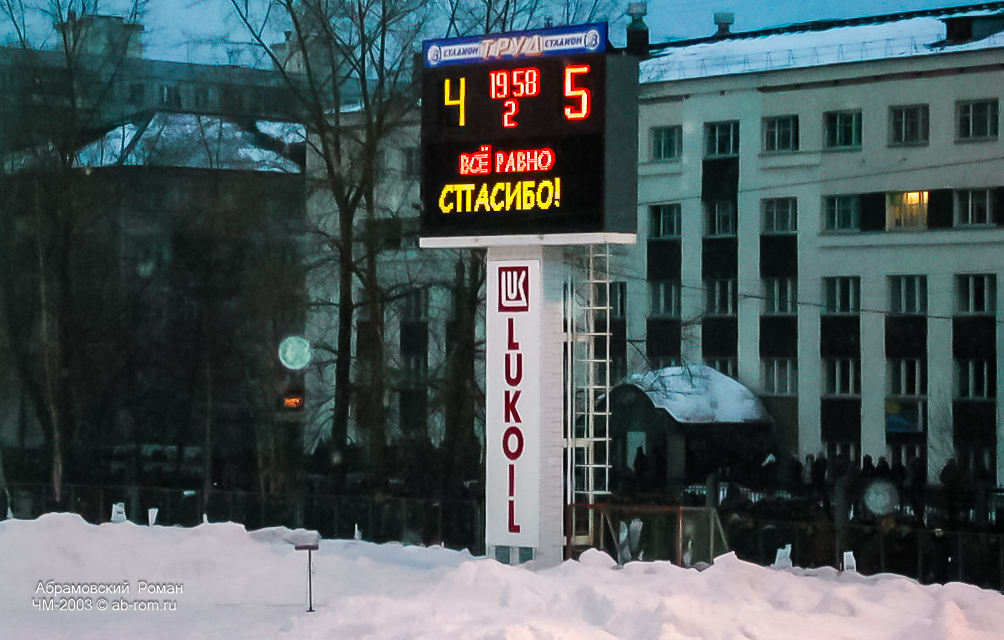 СТАДИОН ТРУД СТАДИОН
4 19:58 5
2
ВСЁ РАВНО
СПАСИБО!
LUK
LUKOIL
Абрамовский Роман
ЧМ-2003 © ab-rom.ru